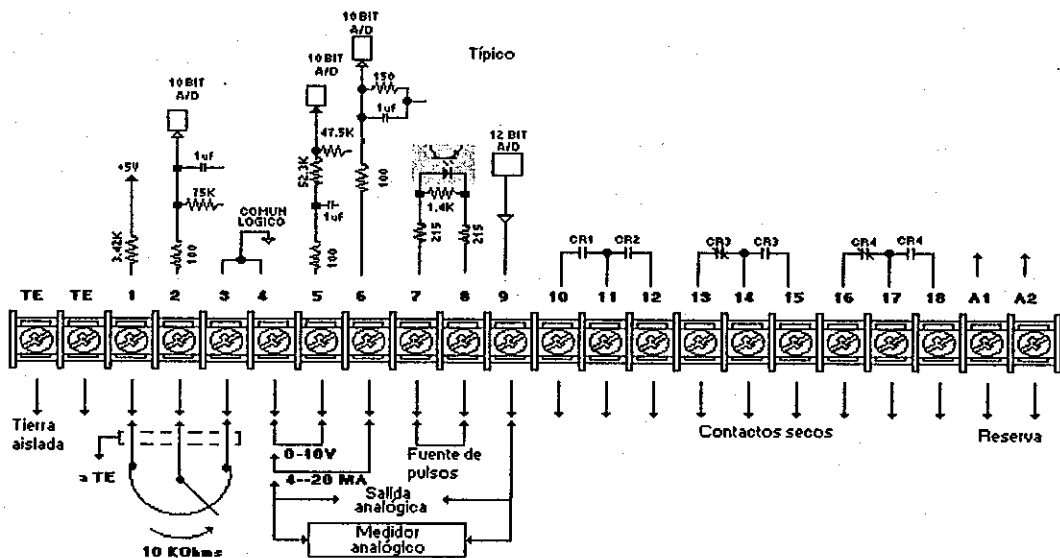 10 BIT
A/D
Típico
10 BIT
A/D
10 BIT
A/D
150
1uf
12 BIT
A/D
+5V
1uf
75K
47.5K
52.3K
1uf
100
1.4K
215
215
3.42K
100
COMUN
LOGICO
100
CR1
CR2
CR3
CR3
CR4
CR4
TE
TE
1
2
3
4
5
6
7
8
9
10
11
12
13
14
15
16
17
18
A1
A2
Tierra
aislada
a TE
10 KOhms
0-10V
4--20 MA
Salida
analógica
Medidor
analógico
Fuente de
pulsos
Contactos secos
Reserva